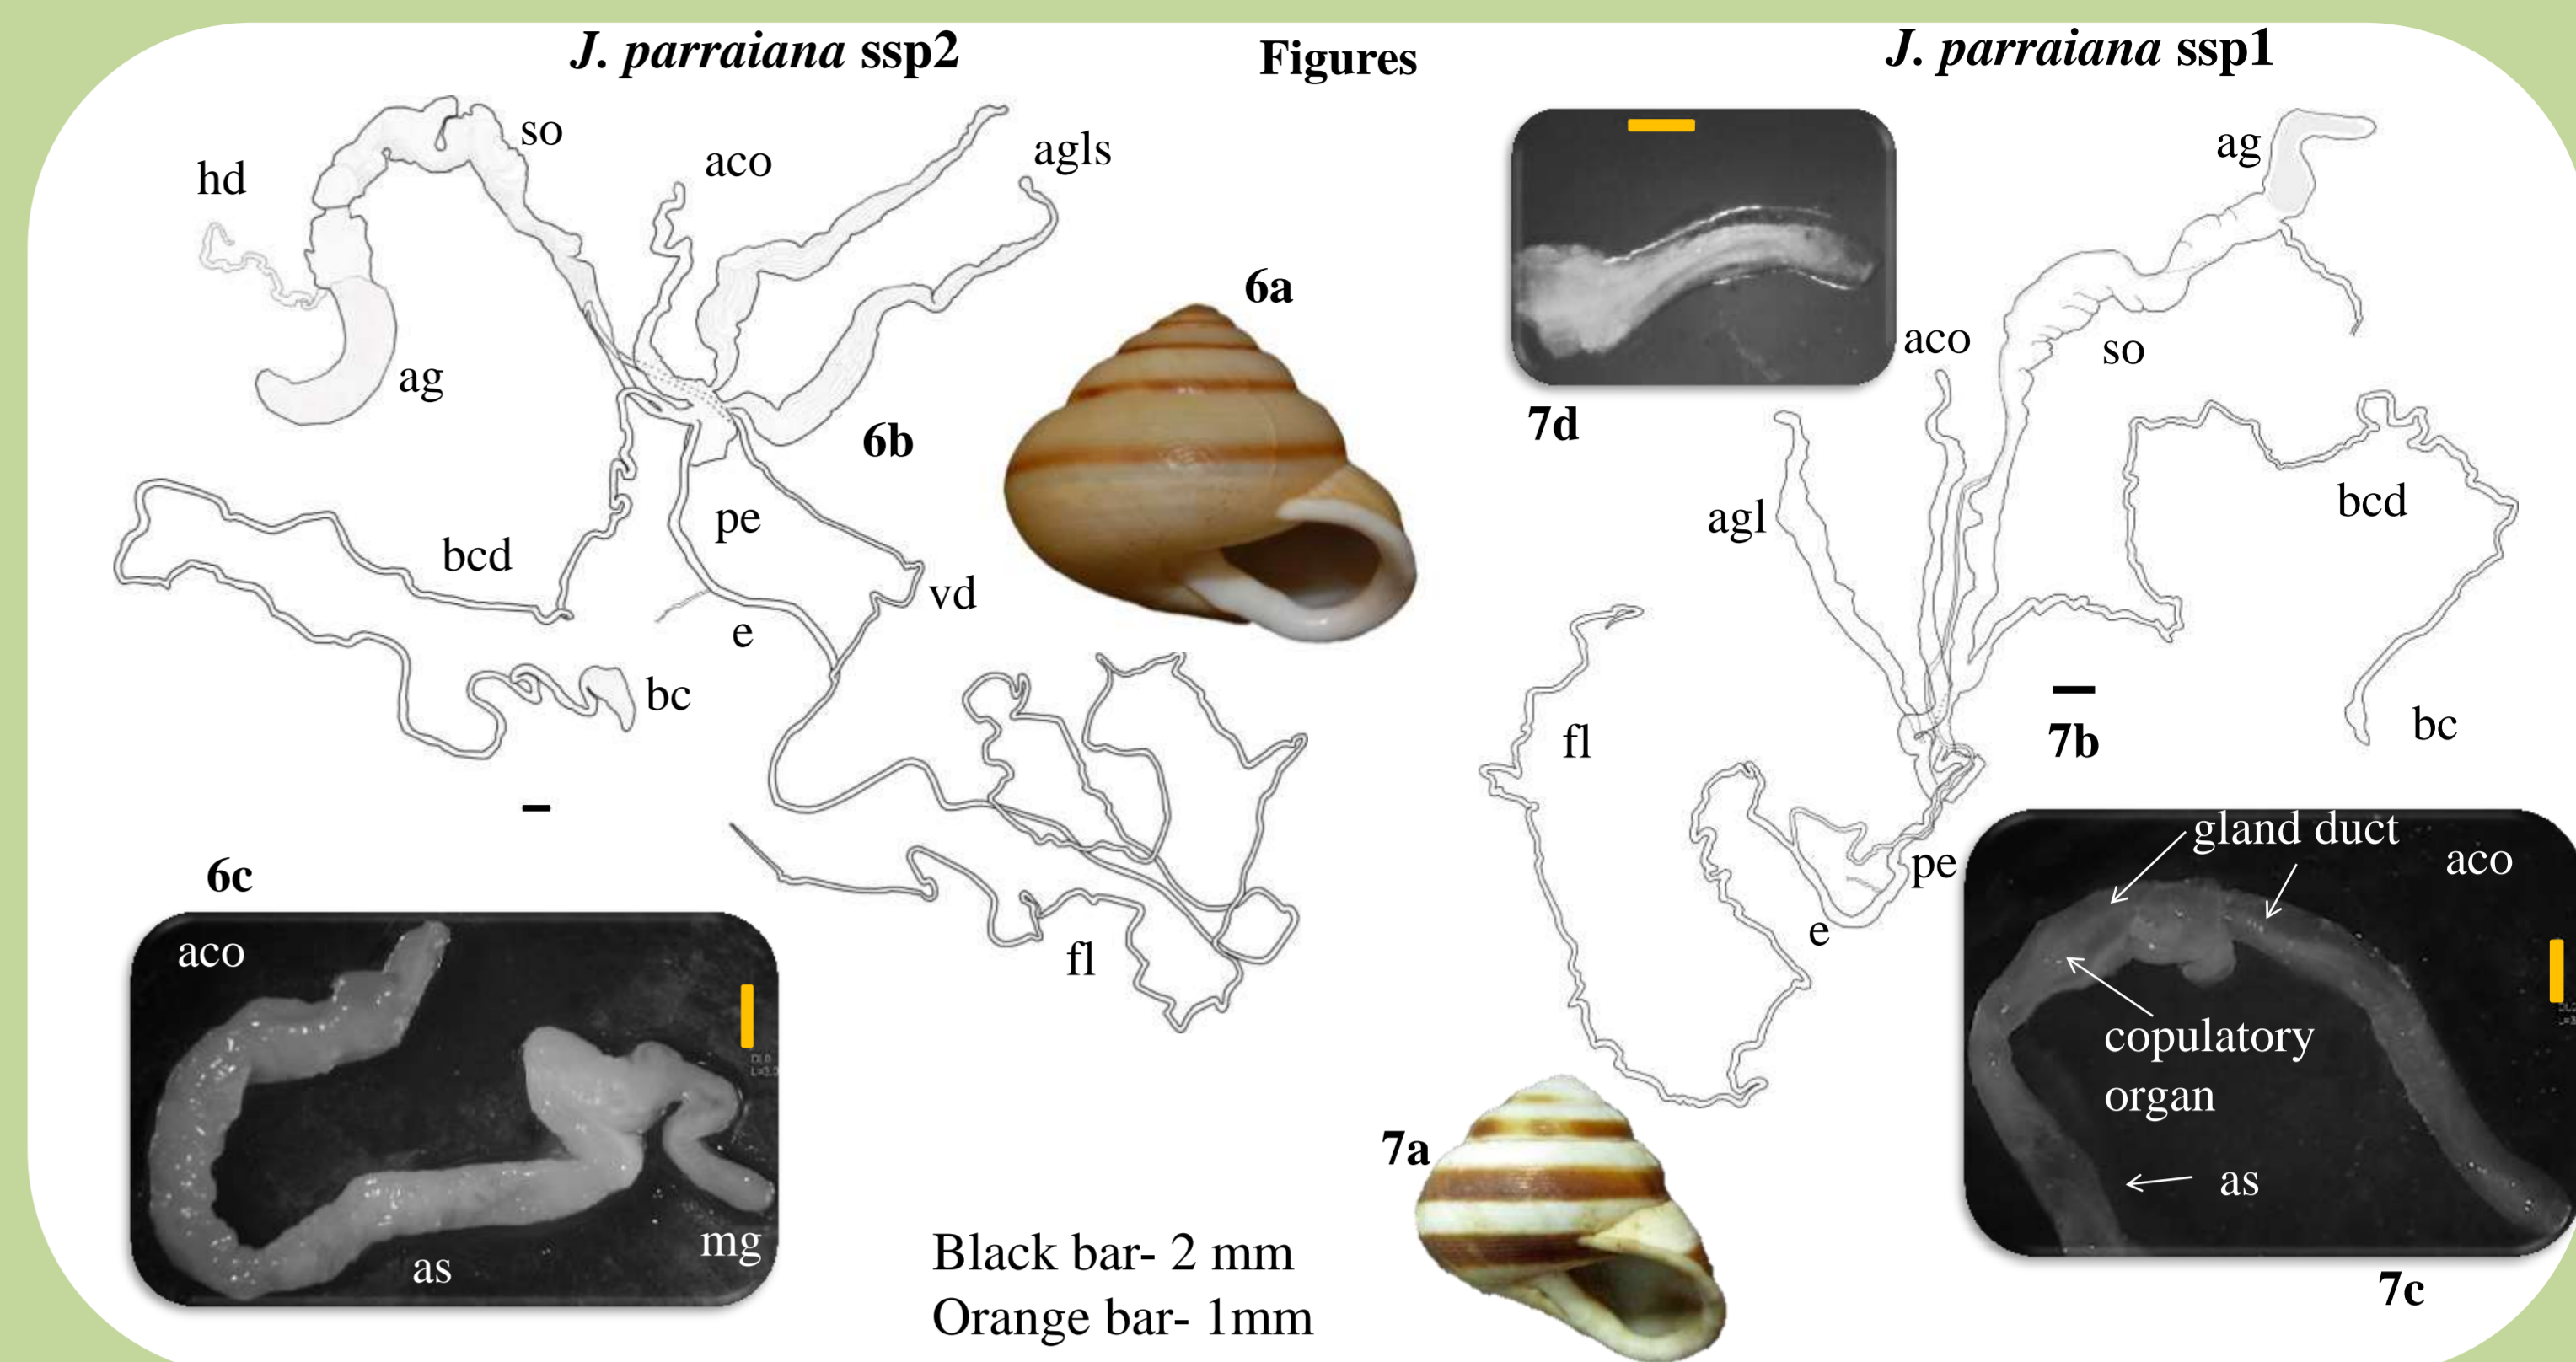 J. parraiana ssp2
Figures
J. parraiana ssp1
hd
so
aco
agls
ag
6a
6b
pe
bcd
vd
e
bc
fl
6c
aco
as
mg
Black bar- 2 mm
Orange bar- 1mm
7d
ag
aco
so
agl
bcd
fl
7b
bc
pe
e
7a
gland duct
aco
copulatory
organ
as
7c